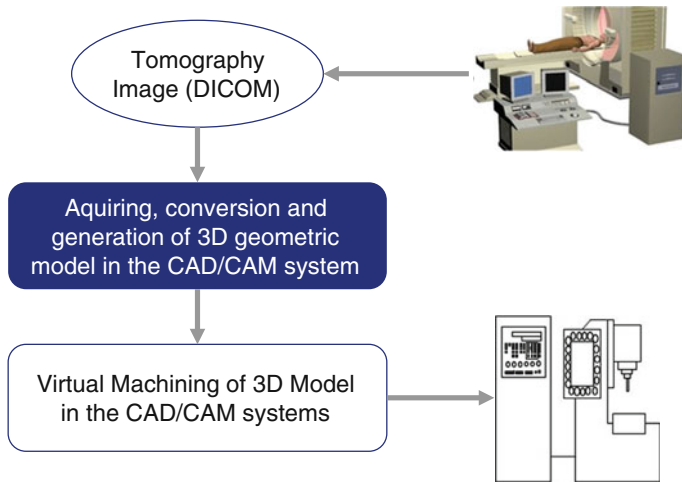 Tomography
Image (DICOM)
Aquiring, conversion and
generation of 3D geometric
model in the CAD/CAM system
Virtual Machining of 3D Model
in the CAD/CAM systems